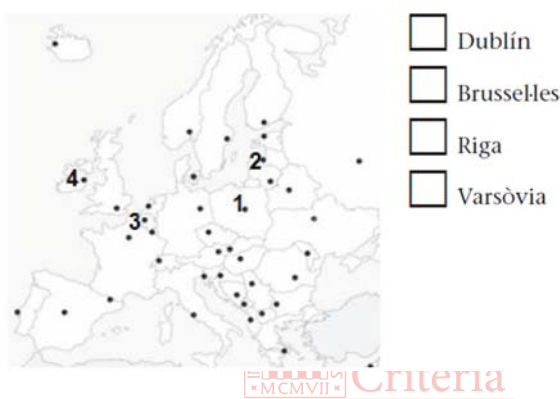 Dublín
Brussel·les
Riga
Varsòvia
2
4
1
3
MCMVII
Criteria